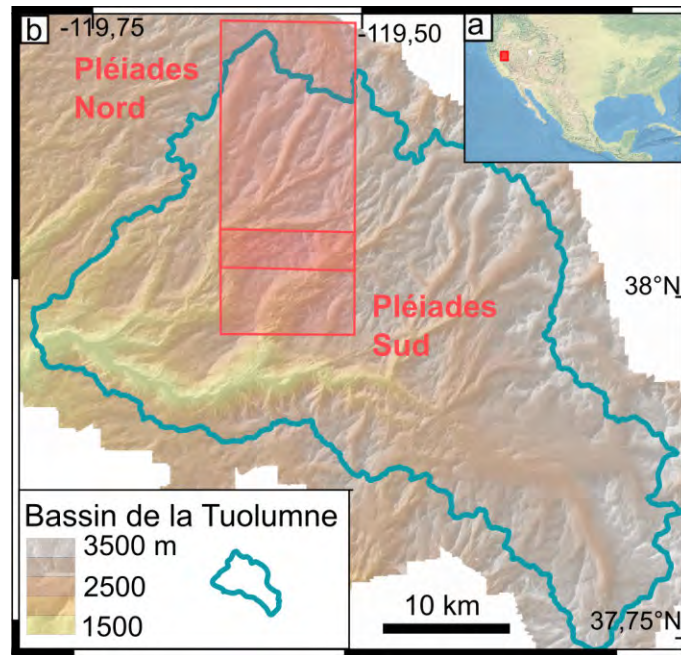 b
-119,75
-119,50
a
Pléiades
Nord
38°N
Pléiades
Sud
Bassin de la Tuolumne
3500 m
2500
1500
10 km
37,75°N